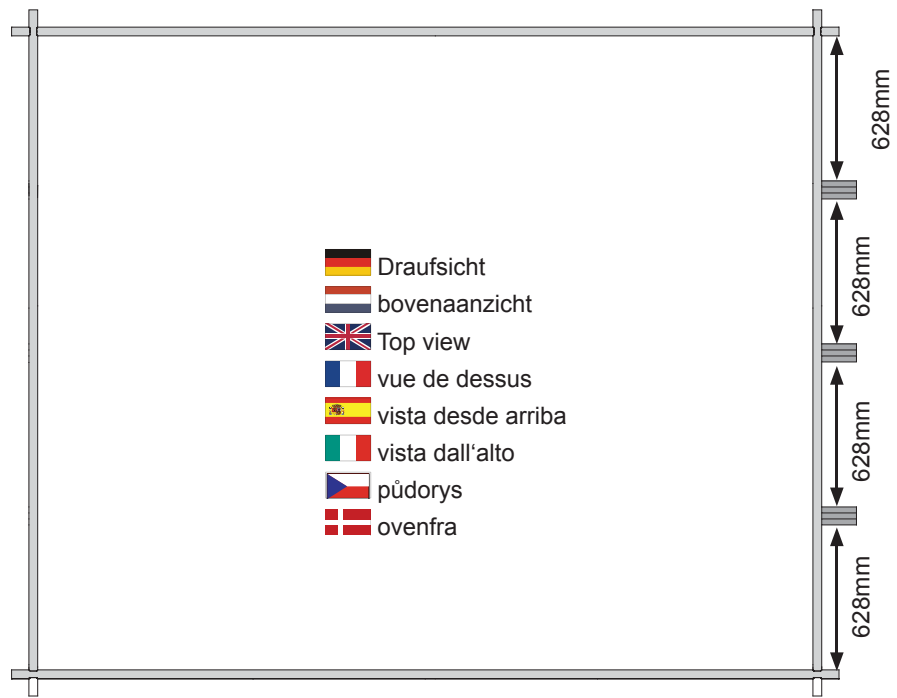 628mm
628mm
Draufsicht
bovenaanzicht
Top view
vue de dessus
vista desde arriba
vista dall‘alto
půdorys
ovenfra
628mm
628mm